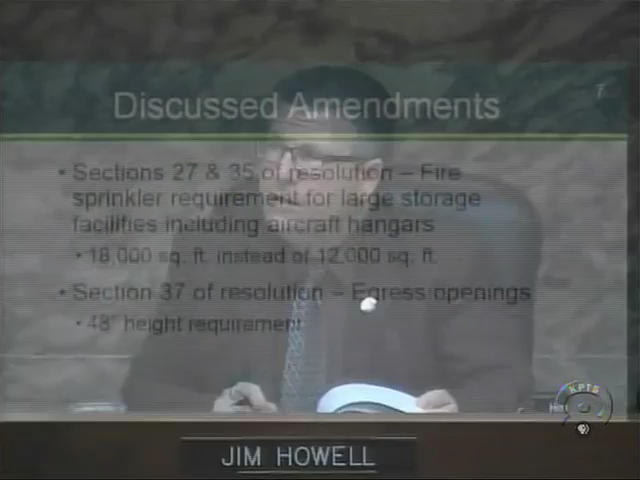 Discussed Amendments
• Sections 27 & 35 of resolution – Fire
sprinkler requirement for large storage
facilities including aircraft hangars
• 18,000 sq. ft. instead of 12,000 sq. ft.
• Section 37 of resolution – Egress openings
• 48" height requirement
KPTS
8
JIM HOWELL